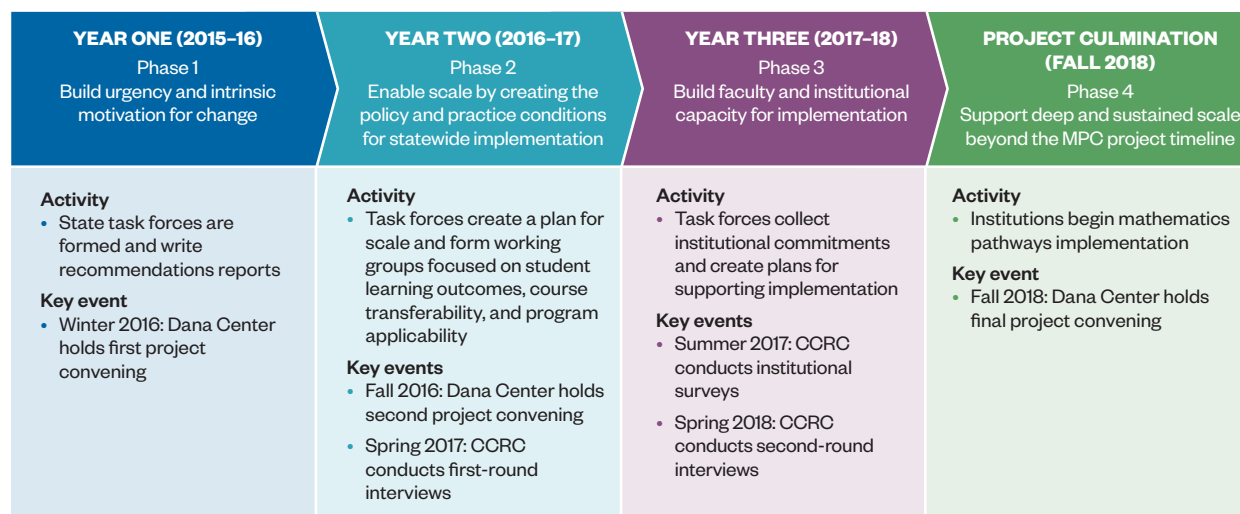 YEAR ONE (2015–16)
Phase 1
Build urgency and intrinsic
motivation for change
YEAR TWO (2016–17)
Phase 2
Enable scale by creating the
policy and practice conditions
for statewide implementation
YEAR THREE (2017–18)
Phase 3
Build faculty and institutional
capacity for implementation
PROJECT CULMINATION
(FALL 2018)
Phase 4
Support deep and sustained scale
beyond the MPC project timeline
Activity
• State task forces are
formed and write
recommendations reports
Key event
• Winter 2016: Dana Center
holds first project
convening
Activity
• Task forces create a plan for
scale and form working
groups focused on student
learning outcomes, course
transferability, and program
applicability
Key events
• Fall 2016: Dana Center holds
second project convening
• Spring 2017: CCRC
conducts first-round
interviews
Activity
• Task forces collect
institutional commitments
and create plans for
supporting implementation
Key events
• Summer 2017: CCRC
conducts institutional
surveys
• Spring 2018: CCRC
conducts second-round
interviews
Activity
• Institutions begin mathematics
pathways implementation
Key event
• Fall 2018: Dana Center holds
final project convening